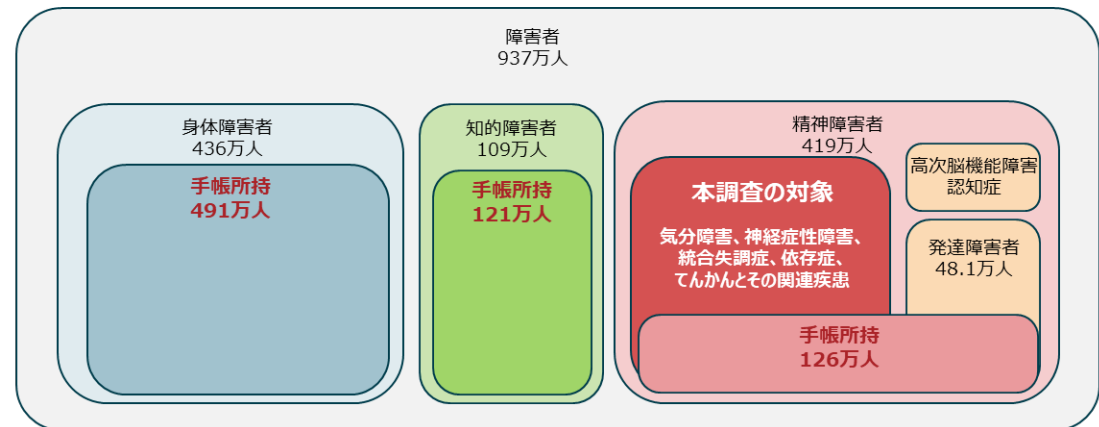 障害者
937万人
身体障害者
436万人
手帳所持
491万人
知的障害者
109万人
手帳所持
121万人
精神障害者
419万人
本調査の対象
気分障害、神経症性障害、
統合失調症、依存症、
てんかんとその関連疾患
高次脳機能障害
認知症
発達障害者
48.1万人
手帳所持
126万人